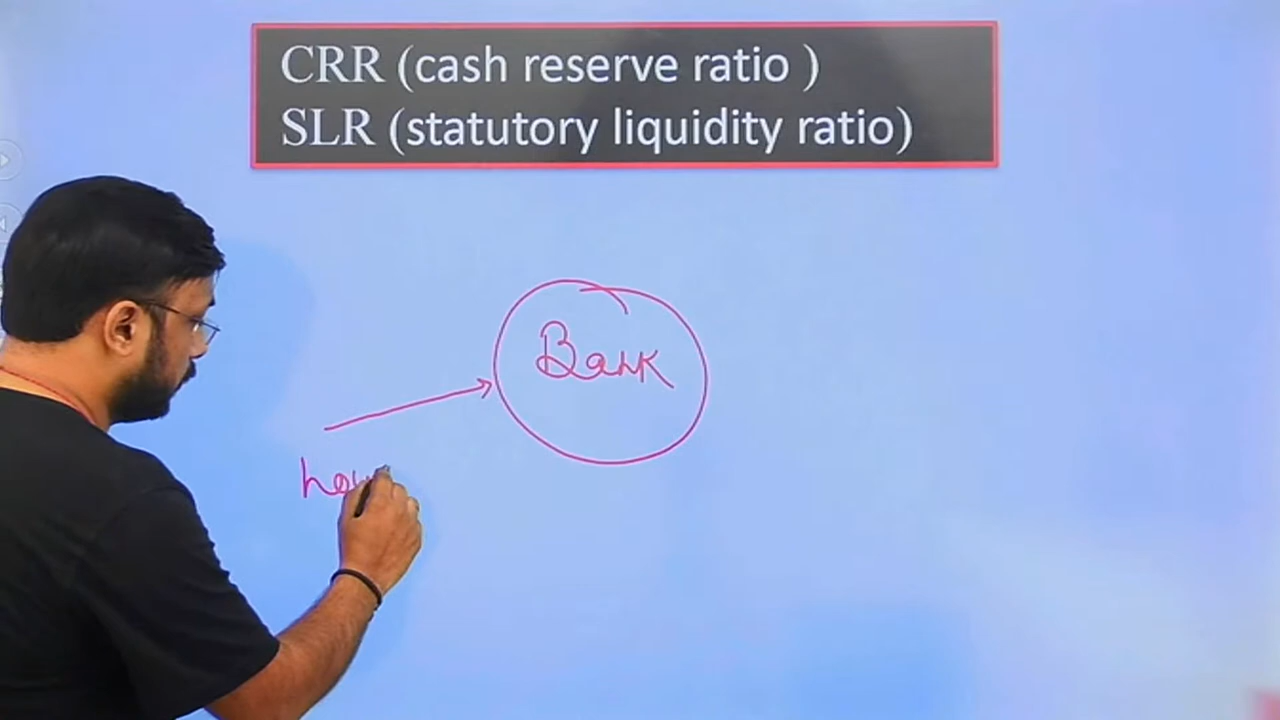 CRR (cash reserve ratio )
SLR (statutory liquidity ratio)
Bank